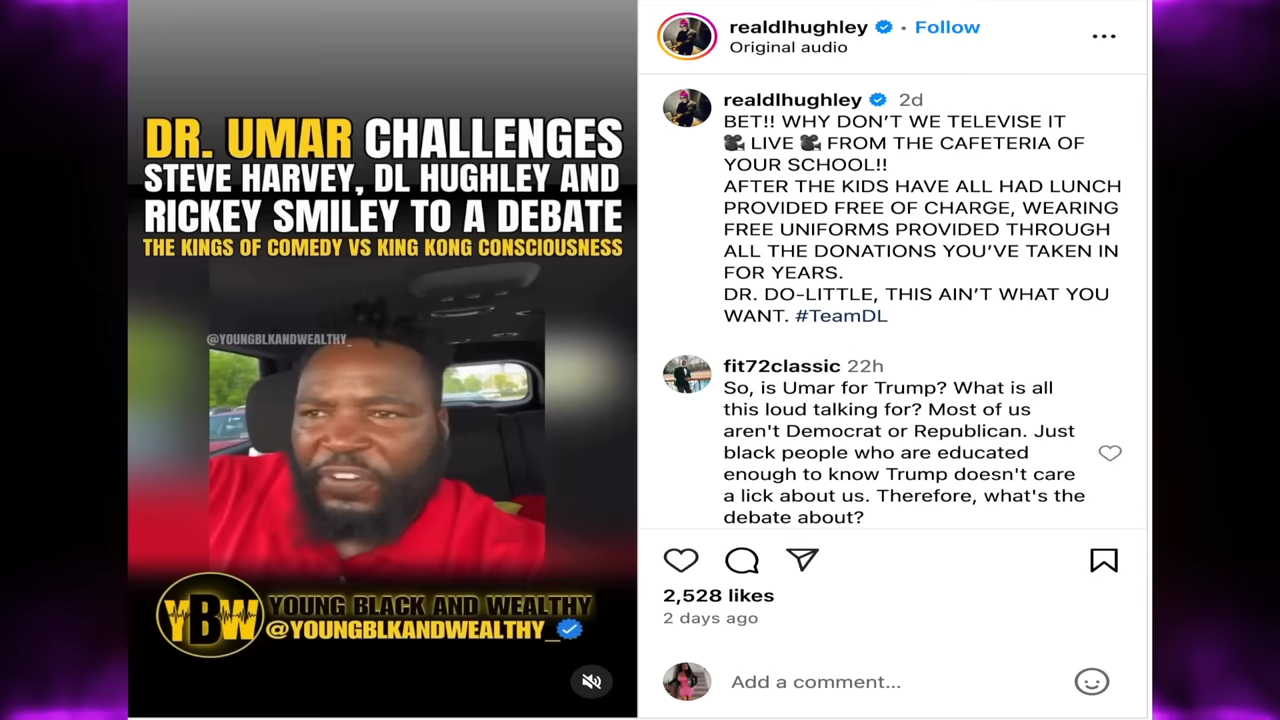 DR. UMAR CHALLENGES
STEVE HARVEY, DL HUGHLEY AND
RICKEY SMILEY TO A DEBATE
THE KINGS OF COMEDY VS KING KONG CONSCIOUSNESS
@YOUNGBLKANDWEALTHY_
YBW
YOUNG BLACK AND WEALTHY
@YOUNGBLKANDWEALTHY_
realdlhughley • Follow
Original audio
realdlhughley 2d
BET!! WHY DON'T WE TELEVISE IT
🎥 LIVE 🎥 FROM THE CAFETERIA OF
YOUR SCHOOL!!
AFTER THE KIDS HAVE ALL HAD LUNCH
PROVIDED FREE OF CHARGE, WEARING
FREE UNIFORMS PROVIDED THROUGH
ALL THE DONATIONS YOU'VE TAKEN IN
FOR YEARS.
DR. DO-LITTLE, THIS AIN'T WHAT YOU
WANT. #TeamDL
fit72classic 22h
So, is Umar for Trump? What is all
this loud talking for? Most of us
aren't Democrat or Republican. Just
black people who are educated
enough to know Trump doesn't care
a lick about us. Therefore, what's the
debate about?
2,528 likes
2 days ago
Add a comment...